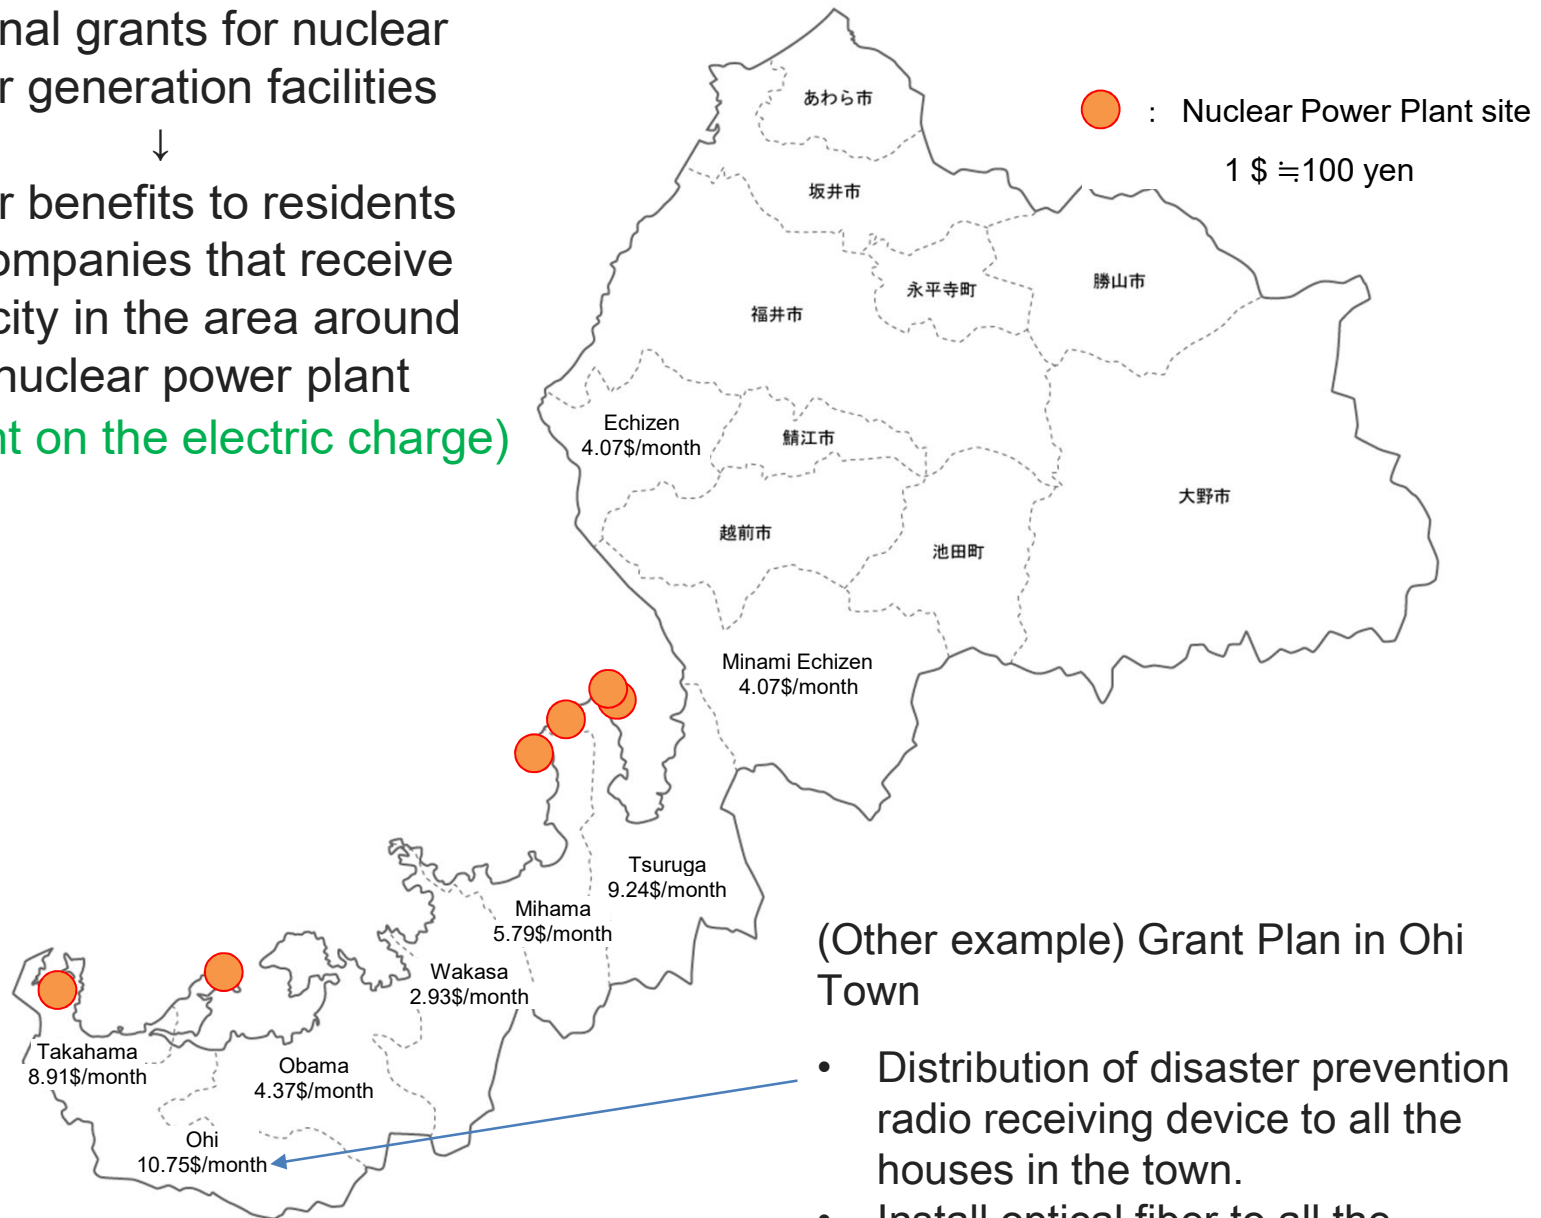 nal grants for nuclear
r generation facilities
↓
r benefits to residents
ompanies that receive
city in the area around
nuclear power plant
nt on the electric charge)
: Nuclear Power Plant site
1 $ ≒100 yen
あわら市
坂井市
永平寺町
勝山市
福井市
Echizen
4.07$/month
鯖江市
大野市
越前市
池田町
Minami Echizen
4.07$/month
Tsuruga
9.24$/month
Mihama
5.79$/month
Wakasa
2.93$/month
Takahama
8.91$/month
Obama
4.37$/month
Ohi
10.75$/month
(Other example) Grant Plan in Ohi
Town
• Distribution of disaster prevention
radio receiving device to all the
houses in the town.
• Install optical fiber to all the